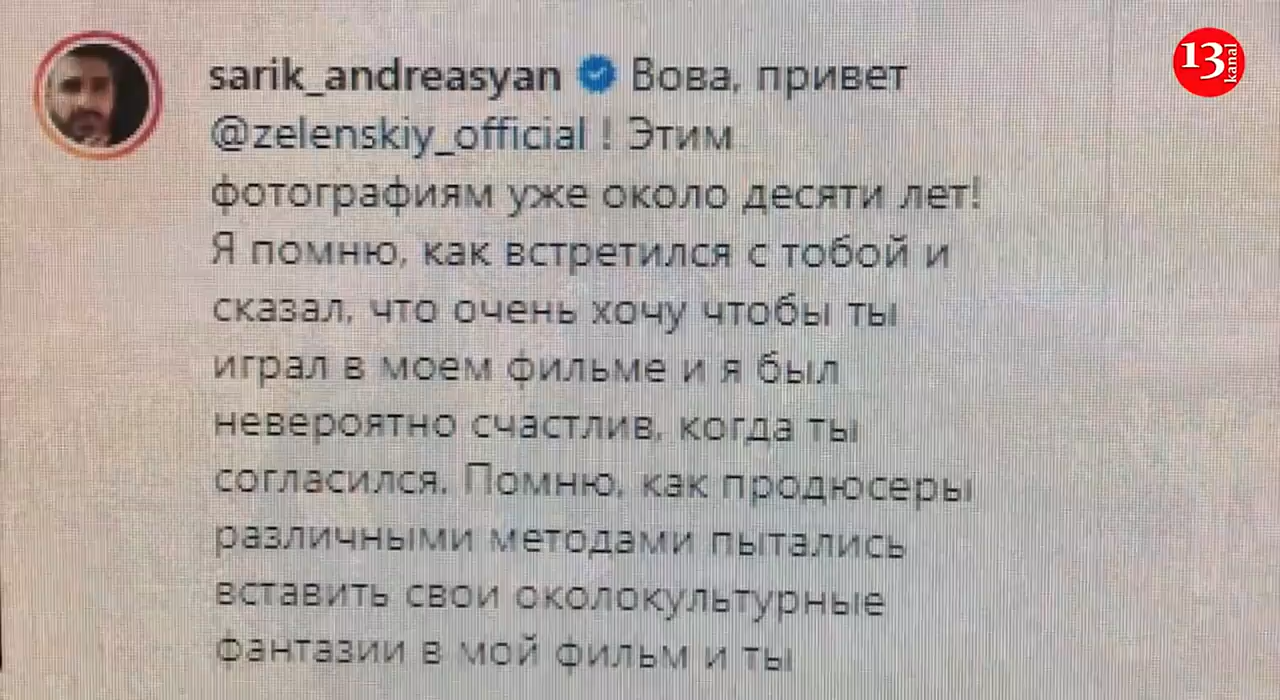 sarik_andreasyan Вова, привет
@zelenskiy_official ! Этим
фотографиям уже около десяти лет!
Я помню, как встретился с тобой и
сказал, что очень хочу чтобы ты
играл в моем фильме и я был
невероятно счастлив, когда ты
согласился. Помню, как продюсеры
различными методами пытались
вставить свои околокультурные
фантазии в мой фильм и ты
13 kanal